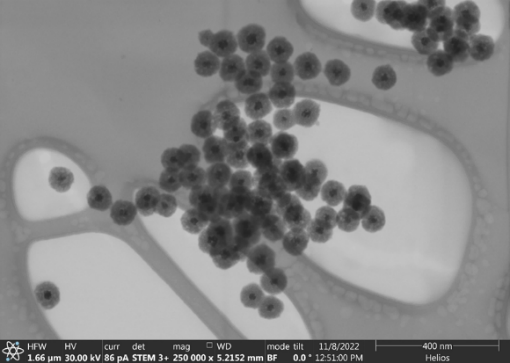 HFW HV curr det mag □ WD mode tilt 11/8/2022 400 nm
1.66 µm 30.00 kV 86 pA STEM 3+ 250 000 x 5.2152 mm BF 0.0 ° 12:51:00 PM Helios